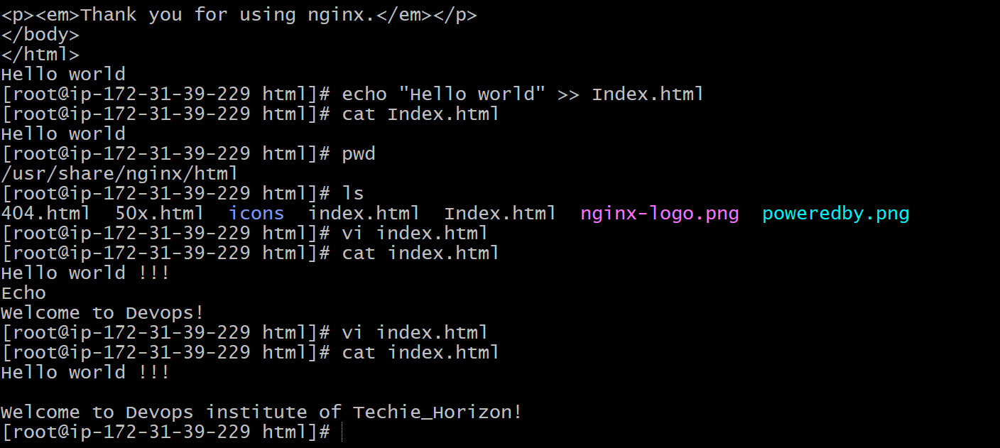 <p><em>Thank you for using nginx.</em></p>
</body>
</html>
Hello world
[root@ip-172-31-39-229 html]# echo "Hello world" >> Index.html
[root@ip-172-31-39-229 html]# cat Index.html
Hello world
[root@ip-172-31-39-229 html]# pwd
/usr/share/nginx/html
[root@ip-172-31-39-229 html]# ls
404.html  50x.html  icons  index.html  Index.html  nginx-logo.png  poweredby.png
[root@ip-172-31-39-229 html]# vi index.html
[root@ip-172-31-39-229 html]# cat index.html
Hello world !!!
Echo
Welcome to Devops!
[root@ip-172-31-39-229 html]# vi index.html
[root@ip-172-31-39-229 html]# cat index.html
Hello world !!!

Welcome to Devops institute of Techie_Horizon!
[root@ip-172-31-39-229 html]#